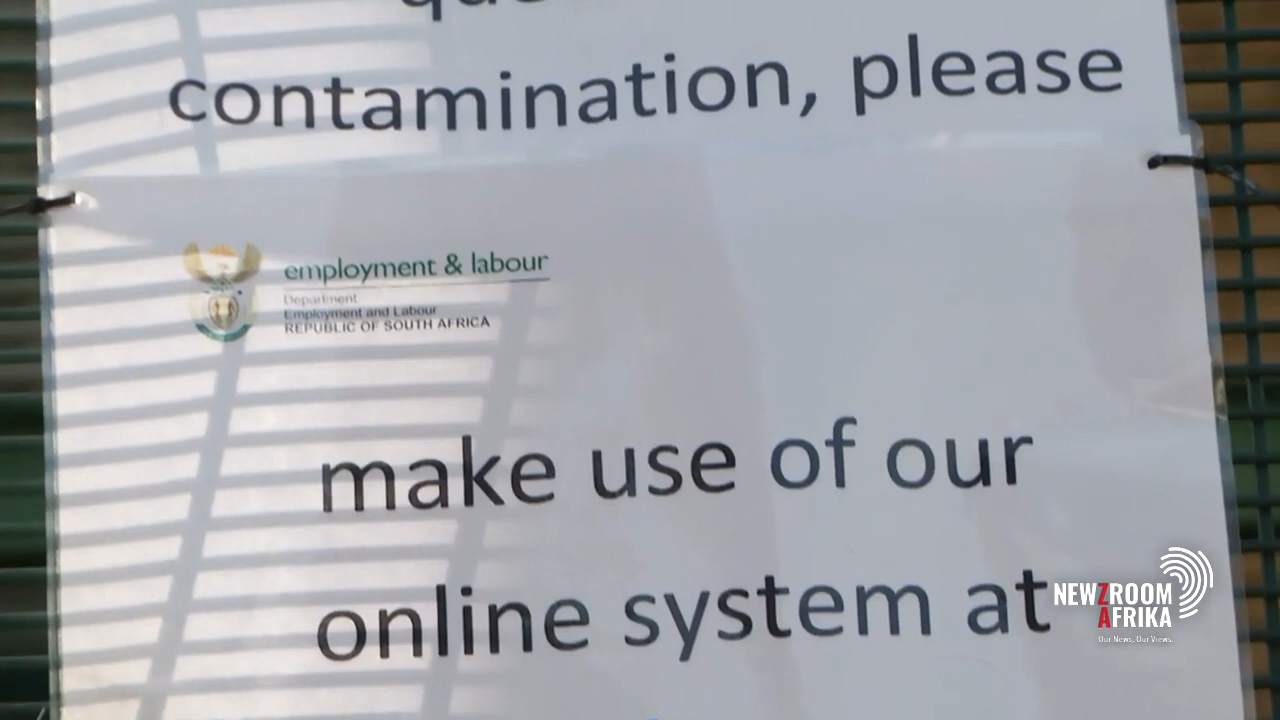 contamination, please
employment & labour
Department
Employment and Labour
REPUBLIC OF SOUTH AFRICA
make use of our
online system at
NEWZROOM
AFRIKA
Our News, Our Views.